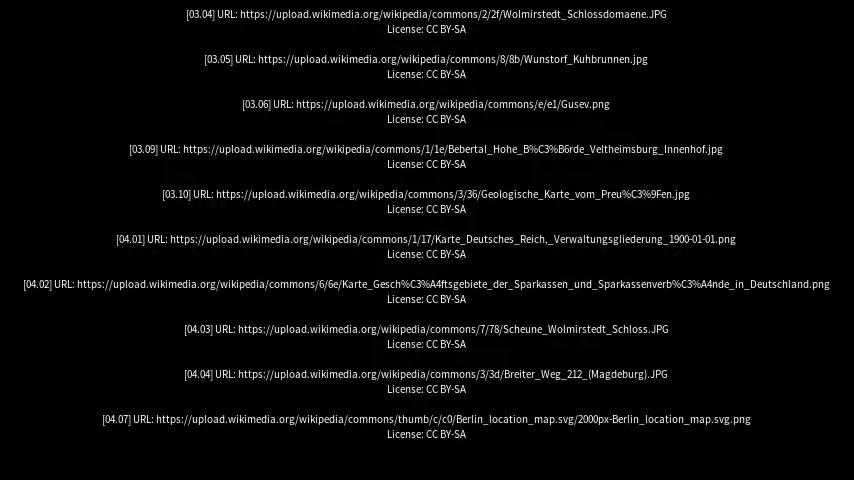 [03.04] URL: https://upload.wikimedia.org/wikipedia/commons/2/2f/Wolmirstedt_Schlossdomaene.JPG
License: CC BY-SA
[03.05] URL: https://upload.wikimedia.org/wikipedia/commons/8/8b/Wunstorf_Kuhbrunnen.jpg
License: CC BY-SA
[03.06] URL: https://upload.wikimedia.org/wikipedia/commons/e/e1/Gusev.png
License: CC BY-SA
[03.09] URL: https://upload.wikimedia.org/wikipedia/commons/1/1e/Bebertal_Hohe_B%C3%B6rde_Veltheimsburg_Innenhof.jpg
License: CC BY-SA
[03.10] URL: https://upload.wikimedia.org/wikipedia/commons/3/36/Geologische_Karte_vom_Preu%C3%9Fen.jpg
License: CC BY-SA
[04.01] URL: https://upload.wikimedia.org/wikipedia/commons/1/17/Karte_Deutsches_Reich,_Verwaltungsgliederung_1900-01-01.png
License: CC BY-SA
[04.02] URL: https://upload.wikimedia.org/wikipedia/commons/6/6e/Karte_Gesch%C3%A4ftsgebiete_der_Sparkassen_und_Sparkassenverb%C3%A4nde_in_Deutschland.png
License: CC BY-SA
[04.03] URL: https://upload.wikimedia.org/wikipedia/commons/7/78/Scheune_Wolmirstedt_Schloss.JPG
License: CC BY-SA
[04.04] URL: https://upload.wikimedia.org/wikipedia/commons/3/3d/Breiter_Weg_212_(Magdeburg).JPG
License: CC BY-SA
[04.07] URL: https://upload.wikimedia.org/wikipedia/commons/thumb/c/c0/Berlin_location_map.svg/2000px-Berlin_location_map.svg.png
License: CC BY-SA